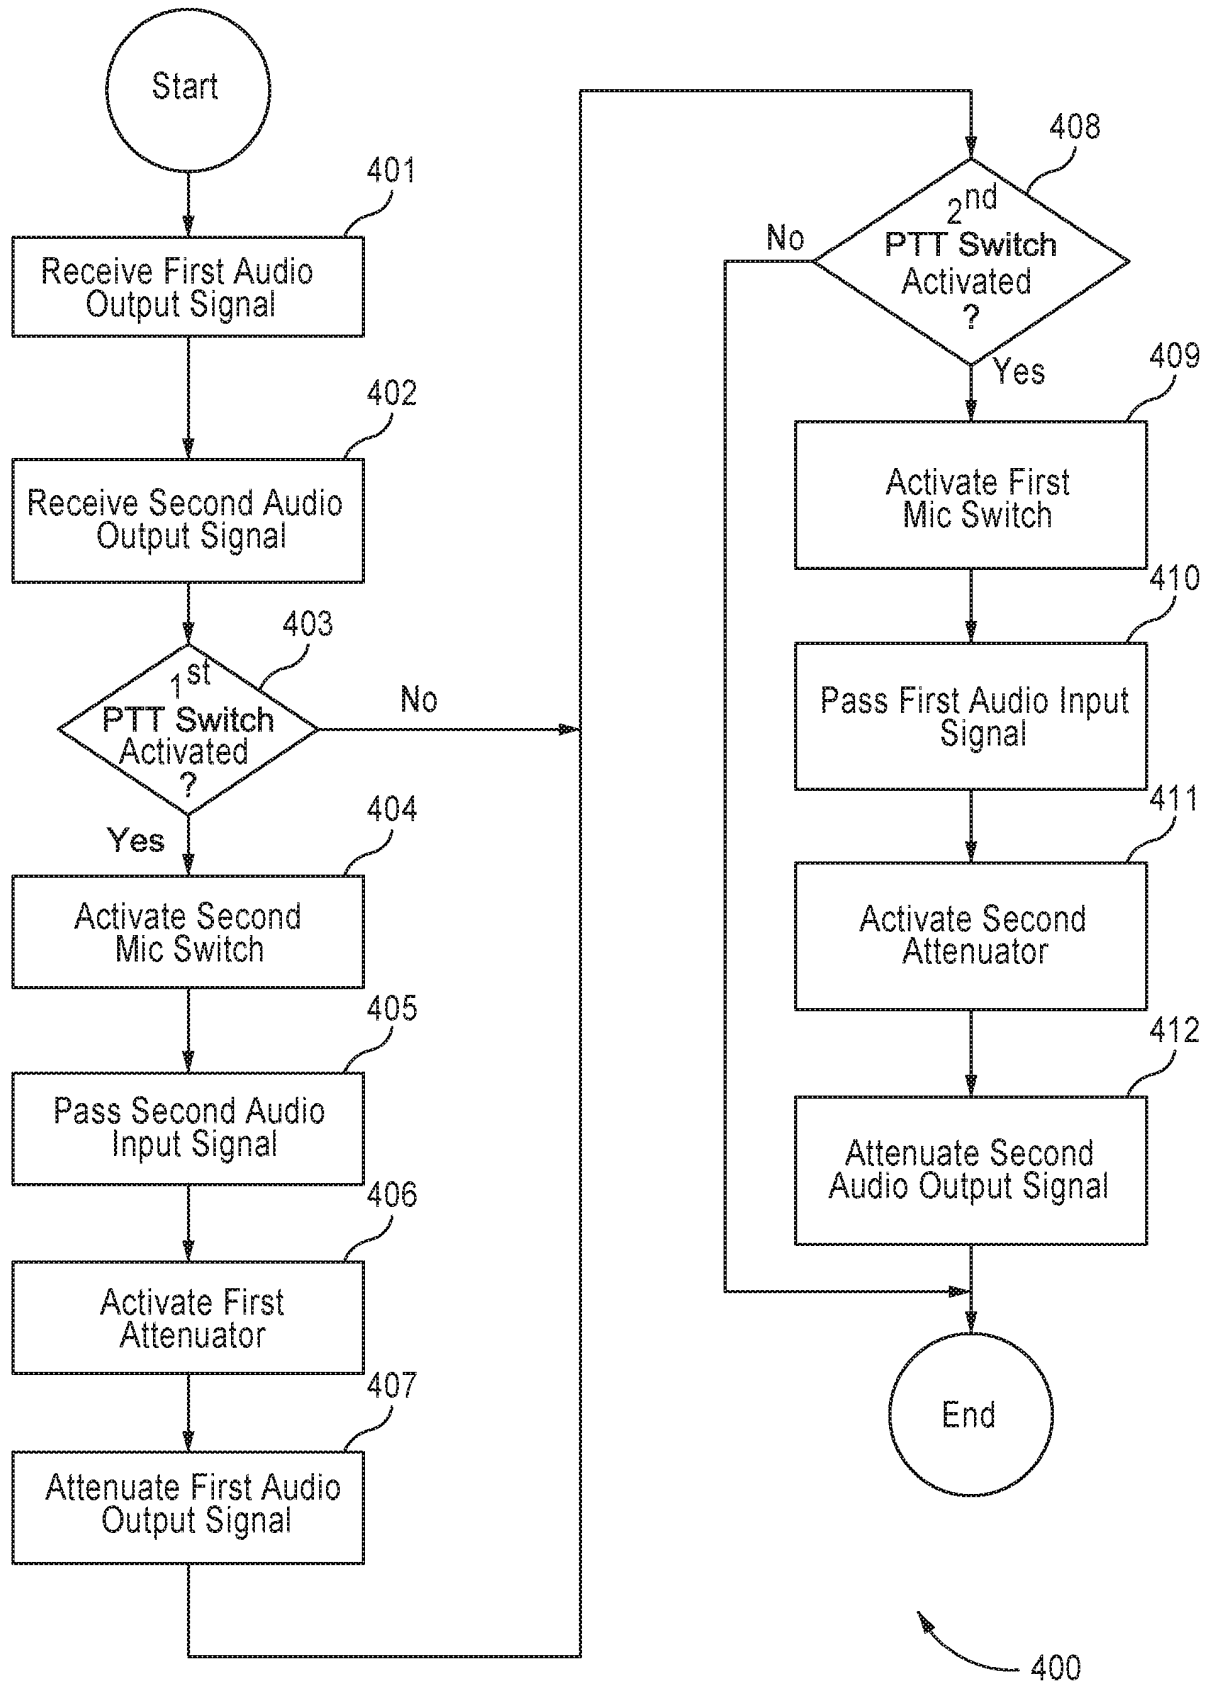 Start
401
Receive First Audio
Output Signal
402
Receive Second Audio
Output Signal
403
1st
PTT Switch
Activated
?
No
Yes
404
Activate Second
Mic Switch
405
Pass Second Audio
Input Signal
406
Activate First
Attenuator
407
Attenuate First Audio
Output Signal
408
2nd
PTT Switch
Activated
?
No
Yes
409
Activate First
Mic Switch
410
Pass First Audio Input
Signal
411
Activate Second
Attenuator
412
Attenuate Second
Audio Output Signal
End
400